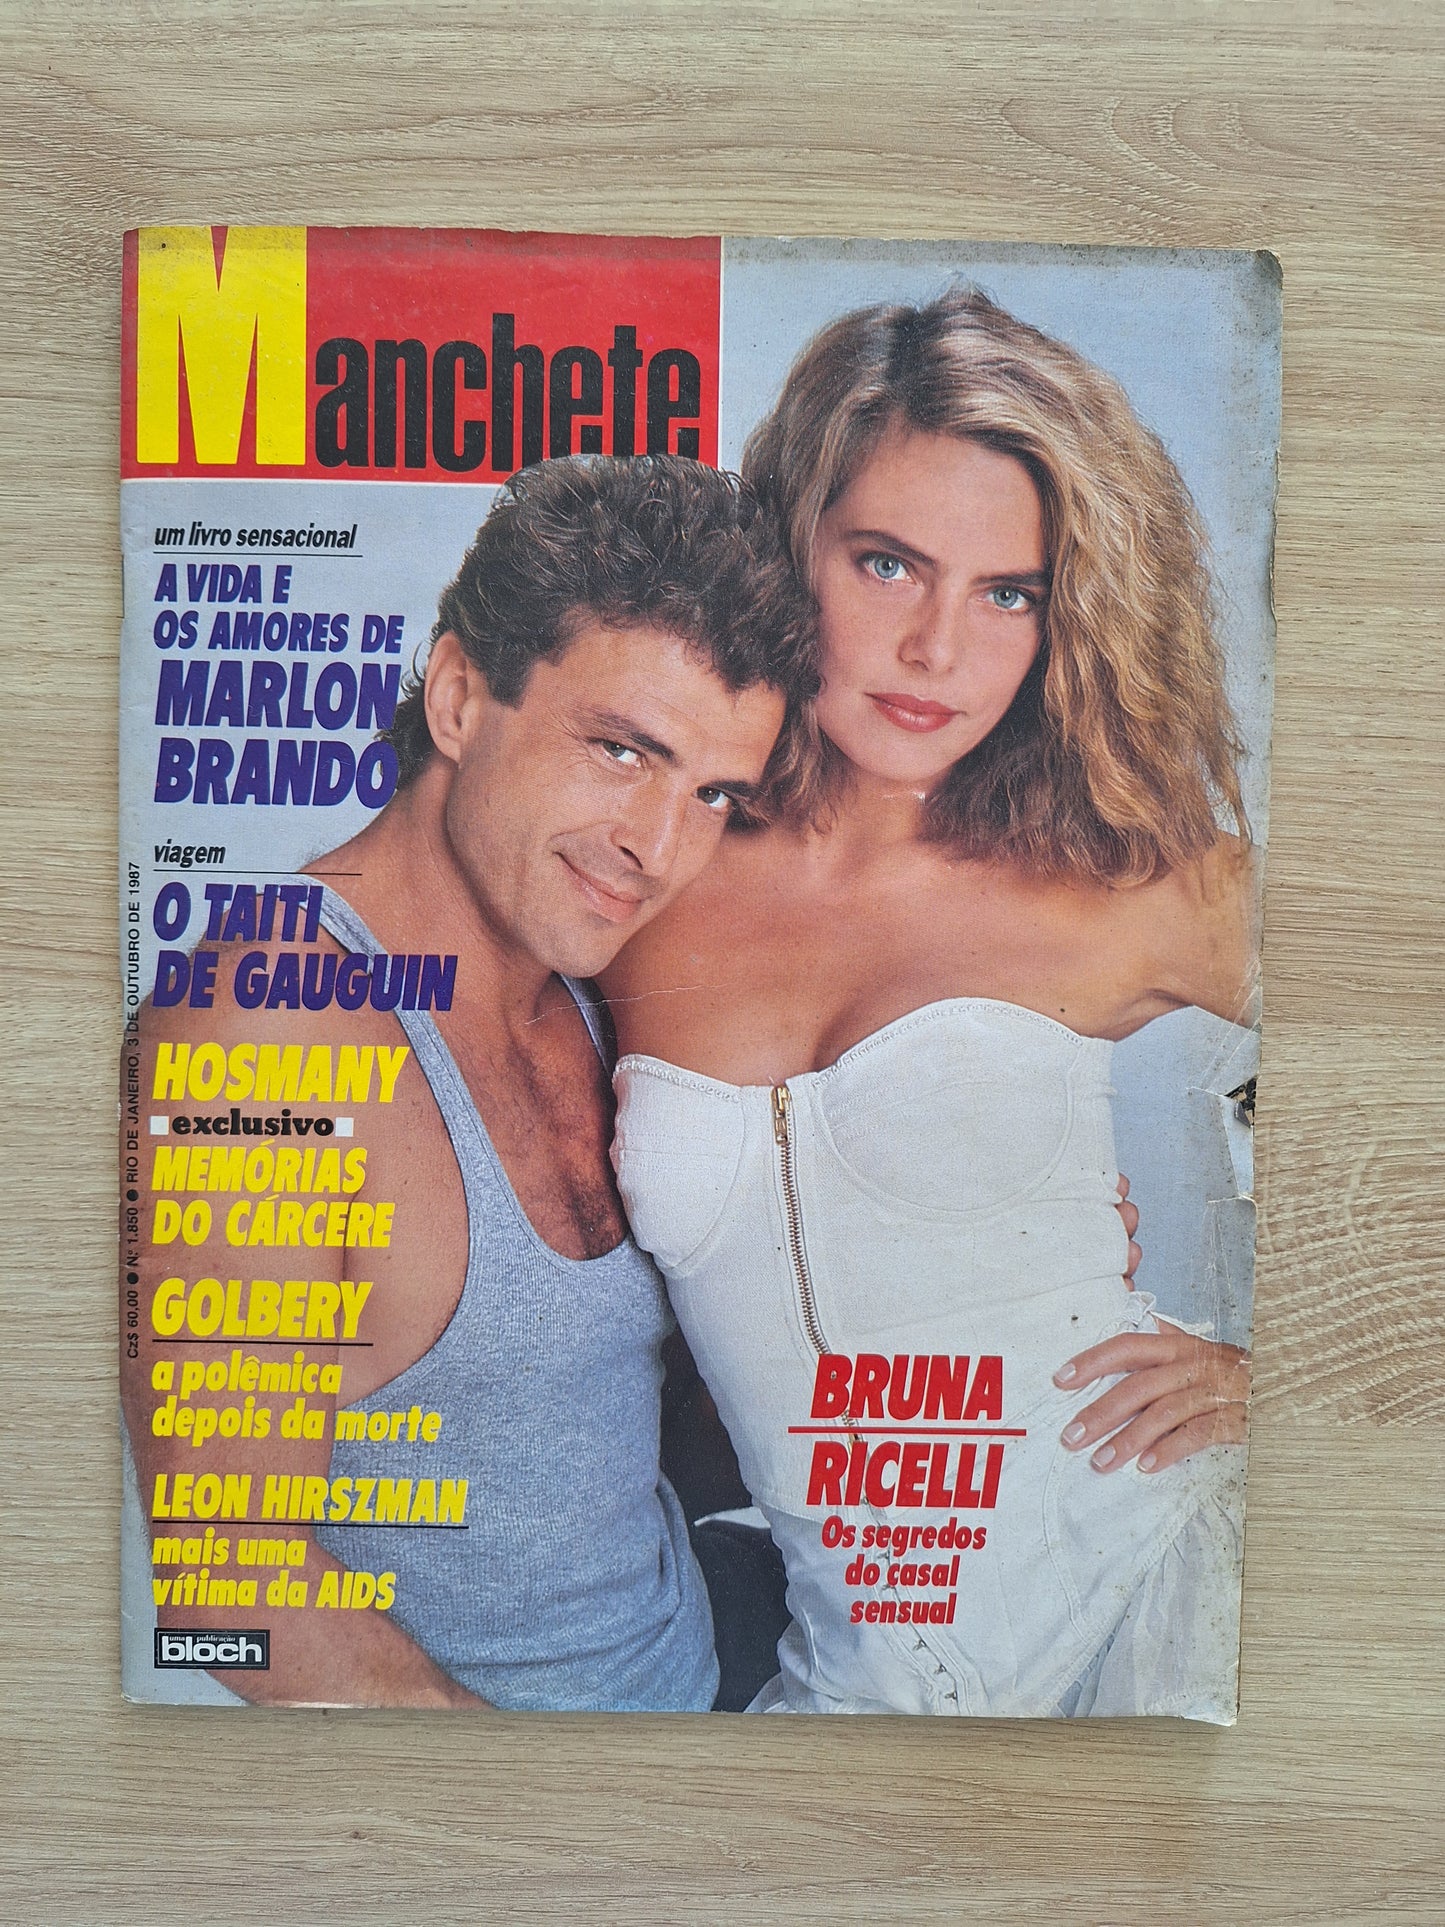 Manchete
um livro sensacional
A VIDA E
OS AMORES DE
MARLON
BRANDO
viagem
O TAITI
DE GAUGUIN
HOSMANY
exclusivo
MEMÓRIAS
DO CÁRCERE
GOLBERY
a polêmica
depois da morte
LEON HIRSZMAN
mais uma
vítima da AIDS
uma publicação
bloch
Cz$ 60,00 ● Nº 1.850 ● RIO DE JANEIRO, 3 DE OUTUBRO DE 1987
BRUNA
RICELLI
Os segredos
do casal
sensual